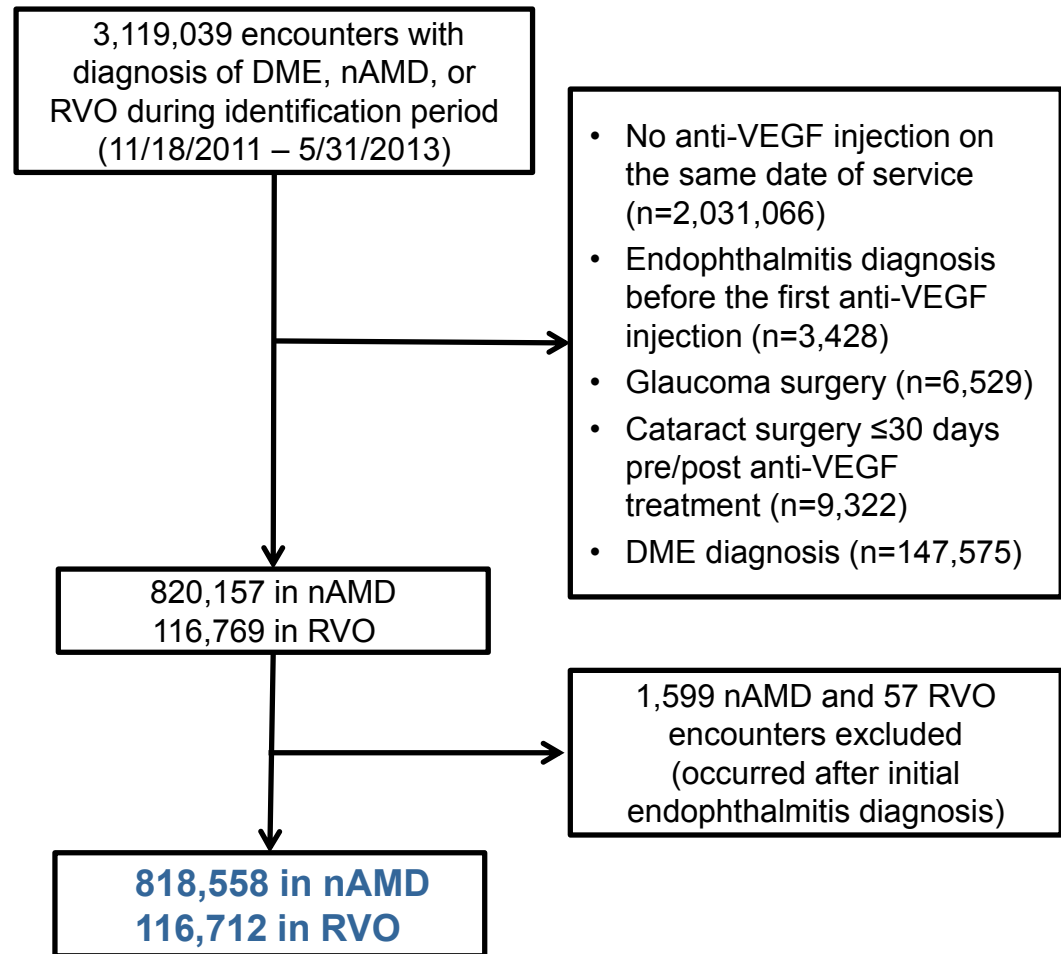 3,119,039 encounters with
diagnosis of DME, nAMD, or
RVO during identification period
(11/18/2011 – 5/31/2013)
• No anti-VEGF injection on
the same date of service
(n=2,031,066)
• Endophthalmitis diagnosis
before the first anti-VEGF
injection (n=3,428)
• Glaucoma surgery (n=6,529)
• Cataract surgery ≤30 days
pre/post anti-VEGF
treatment (n=9,322)
• DME diagnosis (n=147,575)
820,157 in nAMD
116,769 in RVO
1,599 nAMD and 57 RVO
encounters excluded
(occurred after initial
endophthalmitis diagnosis)
818,558 in nAMD
116,712 in RVO